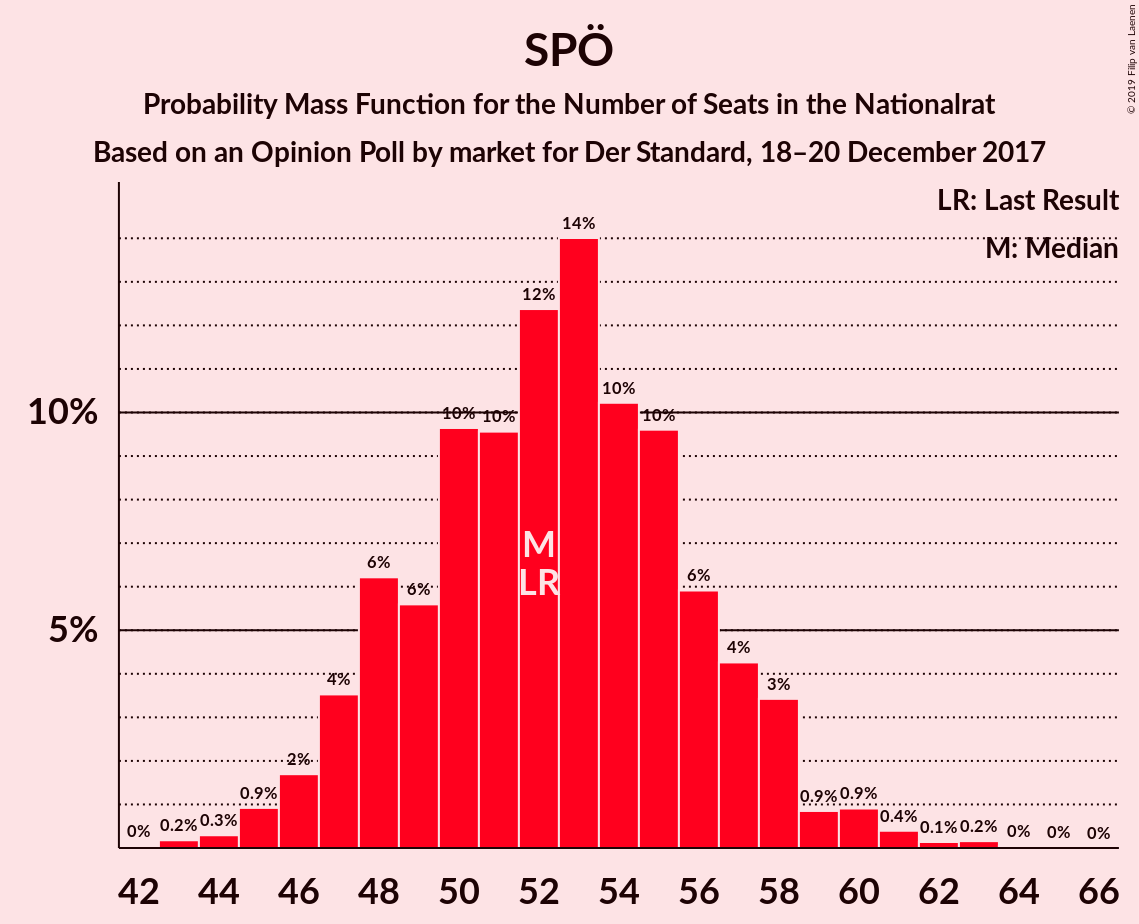 SPÖ
Probability Mass Function for the Number of Seats in the Nationalrat
Based on an Opinion Poll by market for Der Standard, 18–20 December 2017
© 2019 Filip van Laenen
LR: Last Result
M: Median
14%
12%
10%
10%
10% 10% 10%
M
LR
6% 6% 6%
5%
4% 4% 3%
2%
0% 0.2% 0.3% 0.9% 0.9% 0.9% 0.4% 0.1% 0.2% 0% 0% 0%
42 44 46 48 50 52 54 56 58 60 62 64 66